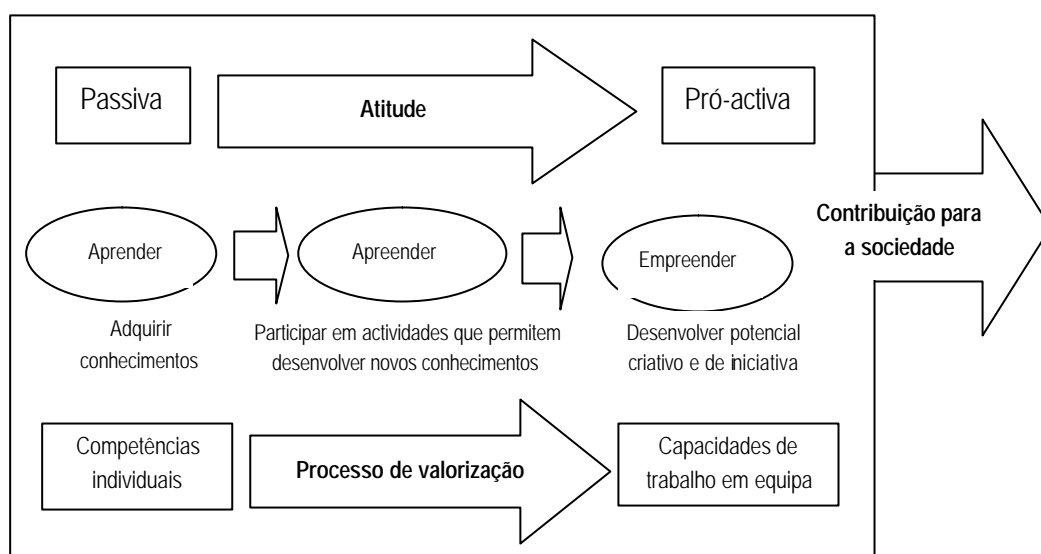 Passiva
Atitude
Pró-activa
Contribuição para
a sociedade
Aprender
Apreender
Empreender
Adquirir
conhecimentos
Participar em actividades que permitem
desenvolver novos conhecimentos
Desenvolver potencial
criativo e de iniciativa
Competências
individuais
Processo de valorização
Capacidades de
trabalho em equipa